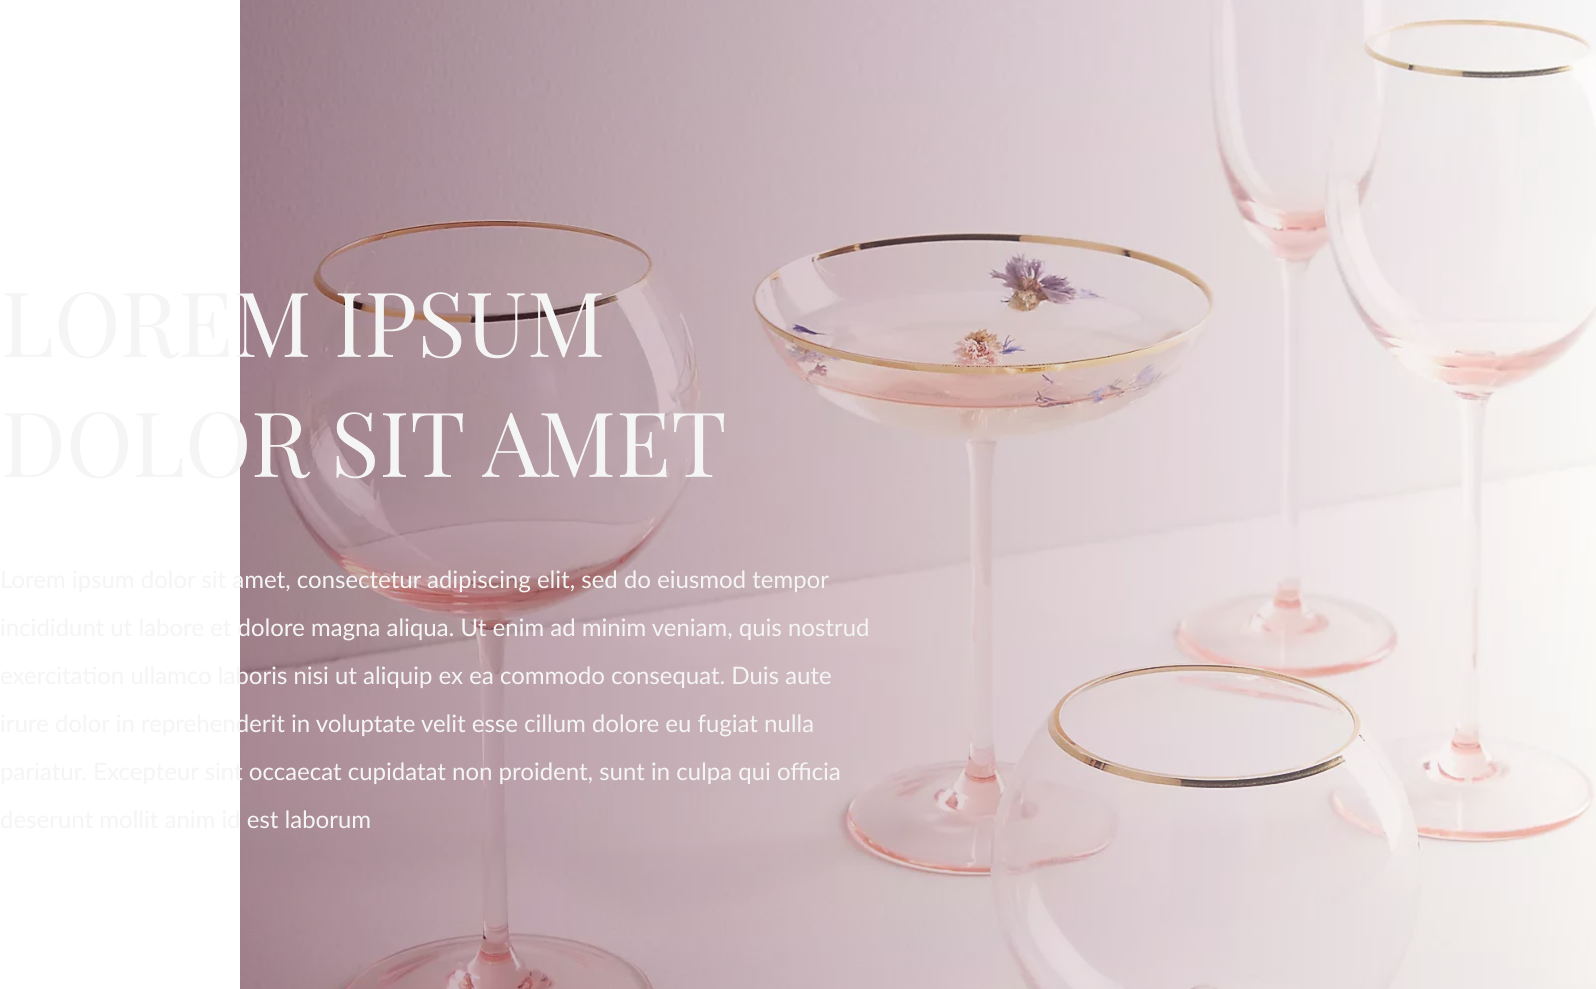 LOREM IPSUM
DOLOR SIT AMET
Lorem ipsum dolor sit amet, consectetur adipiscing elit, sed do eiusmod tempor
incididunt ut labore et dolore magna aliqua. Ut enim ad minim veniam, quis nostrud
exercitation ullamco laboris nisi ut aliquip ex ea commodo consequat. Duis aute
irure dolor in reprehenderit in voluptate velit esse cillum dolore eu fugiat nulla
pariatur. Excepteur sint occaecat cupidatat non proident, sunt in culpa qui officia
deserunt mollit anim id est laborum